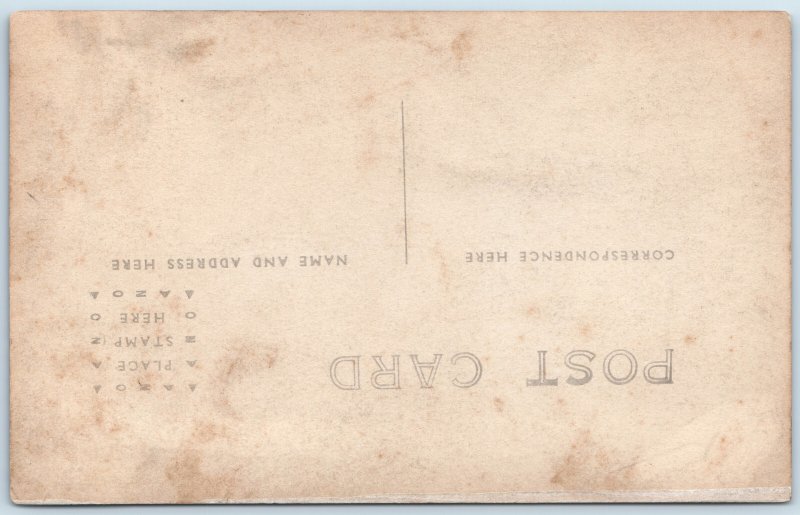 POST CARD
▲ A Z O ▲
A PLACE A
Z STAMP Z
O HERE O
▲ A Z O ▲
CORRESPONDENCE HERE
NAME AND ADDRESS HERE